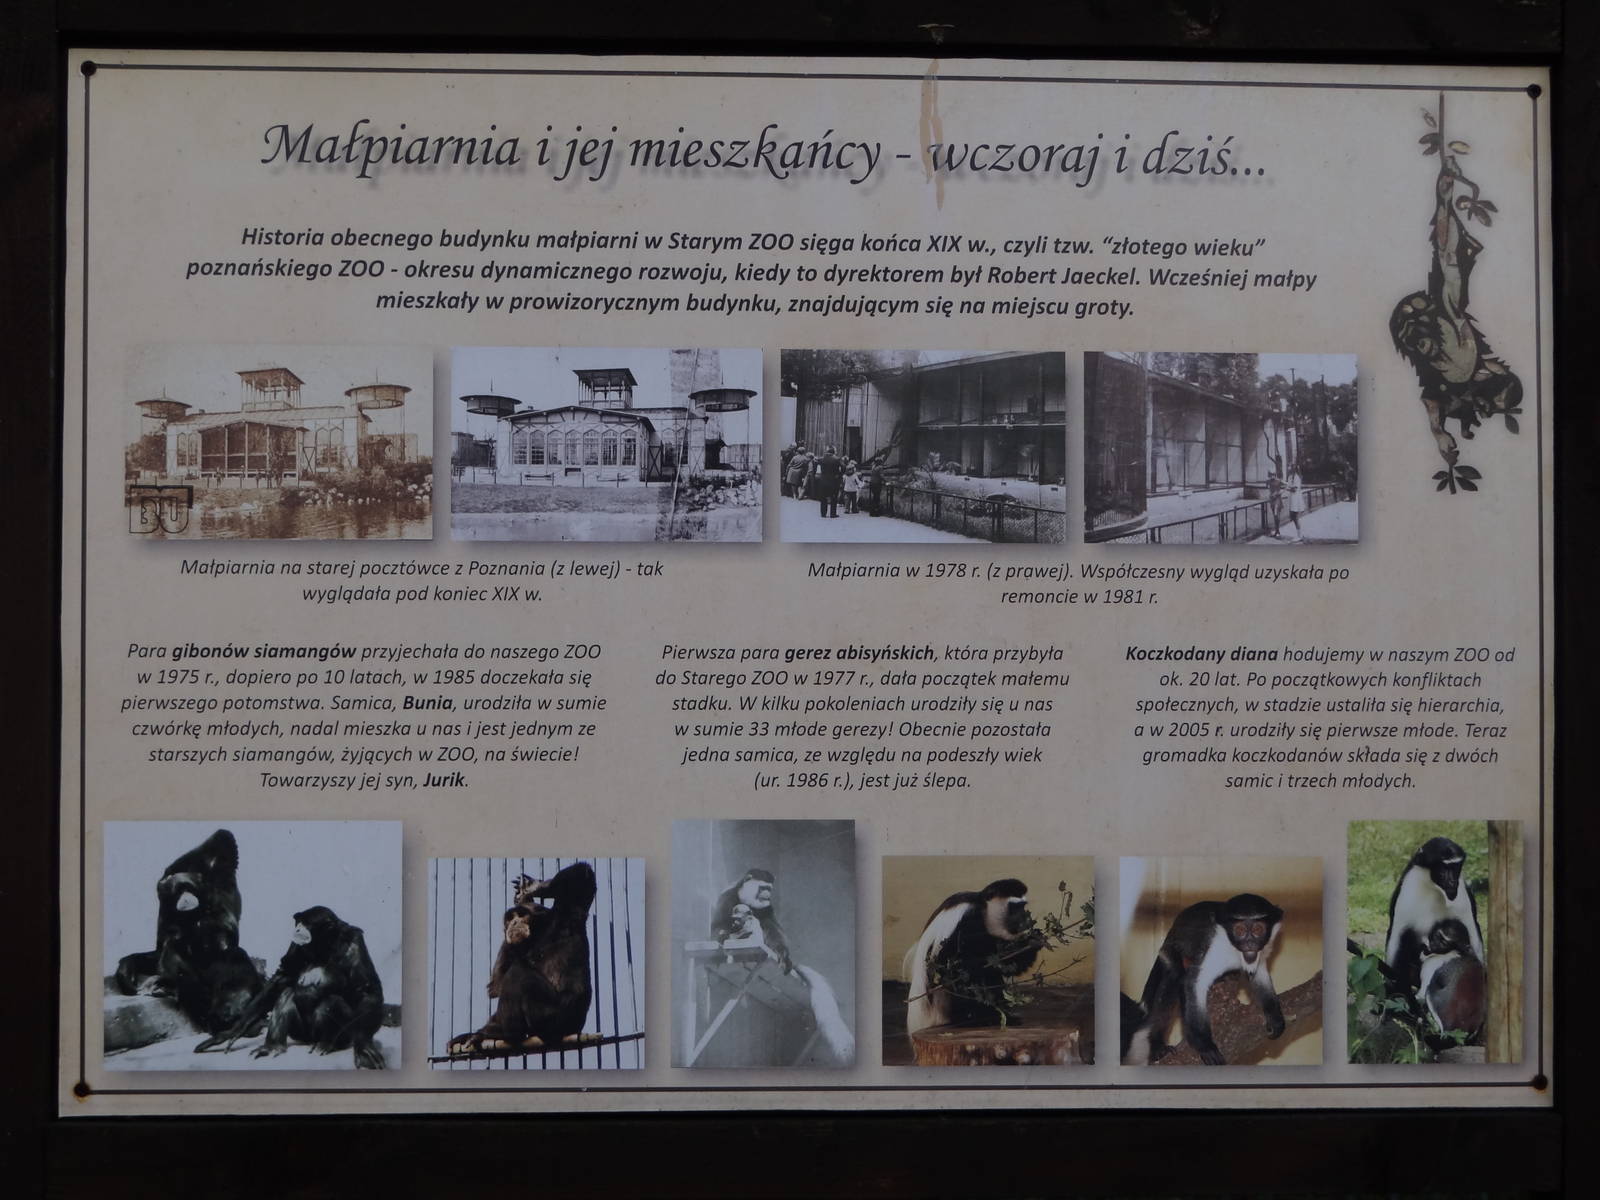 Małpiarnia i jej mieszkańcy - wczoraj i dziś...
Historia obecnego budynku małpiarni w Starym ZOO sięga końca XIX w., czyli tzw. “złotego wieku”
poznańskiego ZOO - okresu dynamicznego rozwoju, kiedy to dyrektorem był Robert Jaeckel. Wcześniej małpy
mieszkały w prowizorycznym budynku, znajdującym się na miejscu groty.
BU
Małpiarnia na starej pocztówce z Poznania (z lewej) - tak
wyglądała pod koniec XIX w.
Małpiarnia w 1978 r. (z prawej). Współczesny wygląd uzyskała po
remoncie w 1981 r.
Para gibonów siamangów przyjechała do naszego ZOO
w 1975 r., dopiero po 10 latach, w 1985 doczekała się
pierwszego potomstwa. Samica, Bunia, urodziła w sumie
czwórkę młodych, nadal mieszka u nas i jest jednym ze
starszych siamangów, żyjących w ZOO, na świecie!
Towarzyszy jej syn, Jurik.
Pierwsza para gerez abisyńskich, która przybyła
do Starego ZOO w 1977 r., dała początek małemu
stadku. W kilku pokoleniach urodziły się u nas
w sumie 33 młode gerezy! Obecnie pozostała
jedna samica, ze względu na podeszły wiek
(ur. 1986 r.), jest już ślepa.
Koczkodany diana hodujemy w naszym ZOO od
ok. 20 lat. Po początkowych konfliktach
społecznych, w stadzie ustaliła się hierarchia,
a w 2005 r. urodziły się pierwsze młode. Teraz
gromadka koczkodanów składa się z dwóch
samic i trzech młodych.